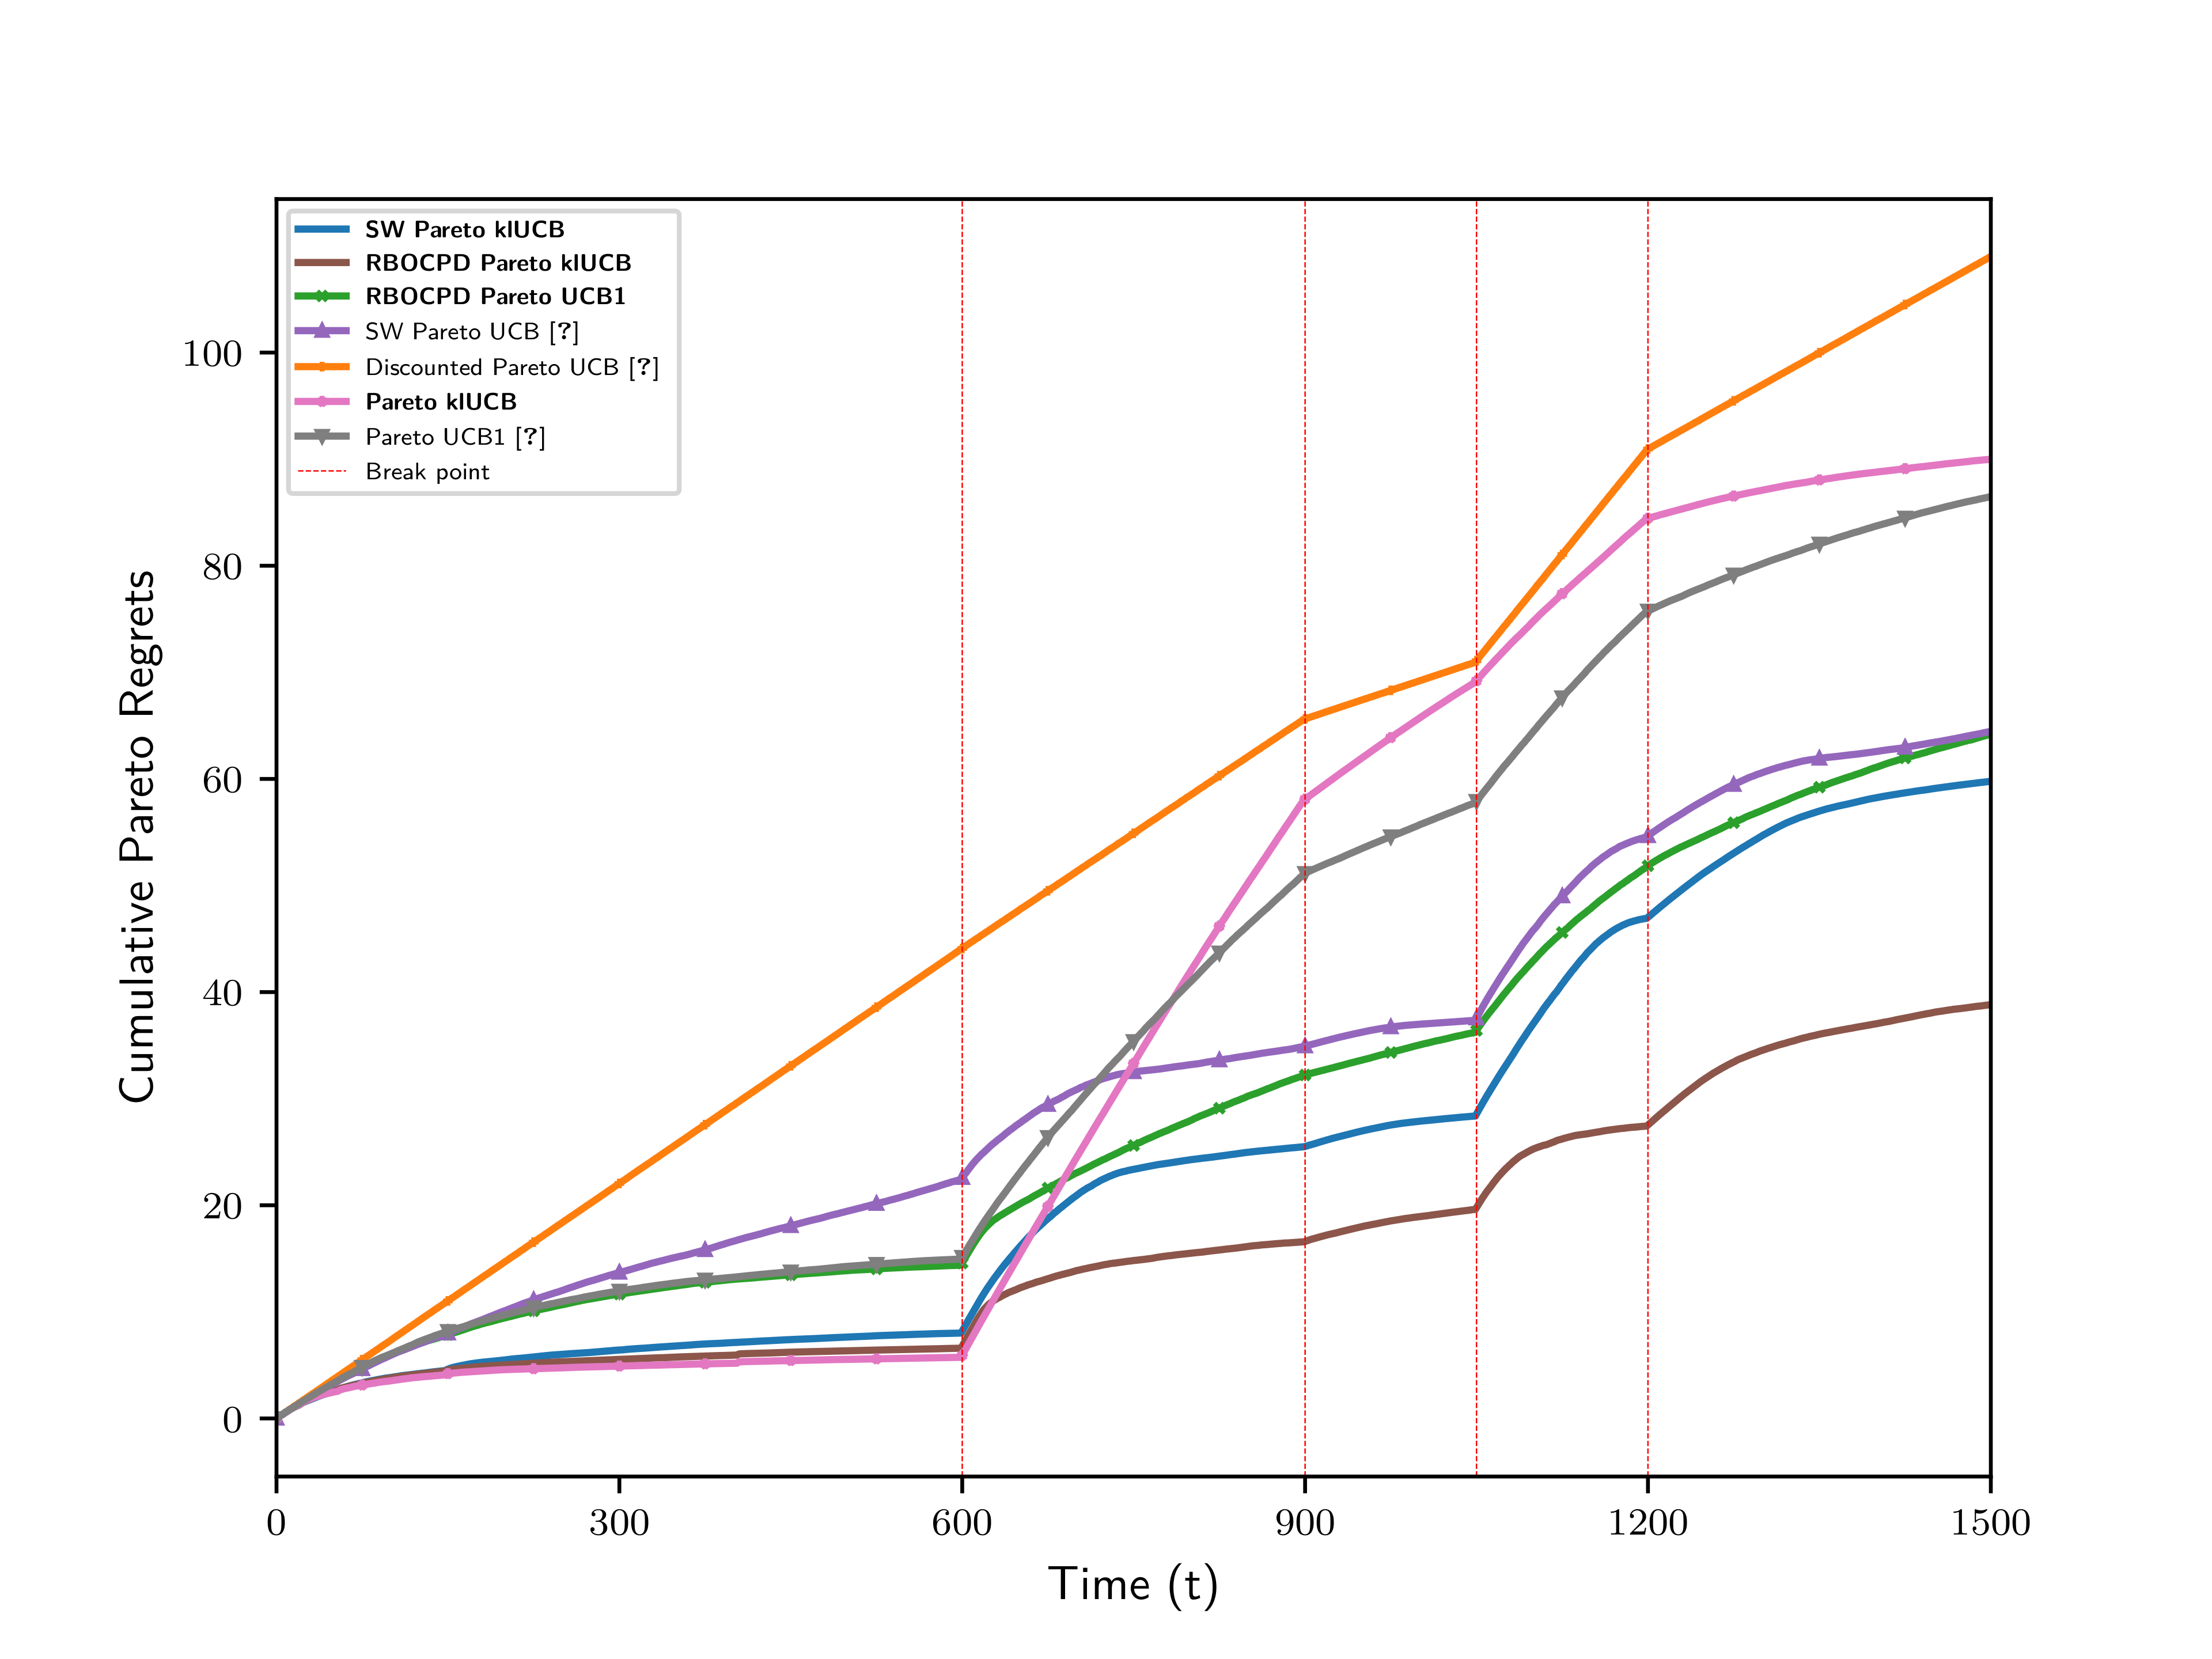 SW Pareto klUCB
RBOCPD Pareto klUCB
RBOCPD Pareto UCB1
SW Pareto UCB [?]
Discounted Pareto UCB [?]
Pareto klUCB
Pareto UCB1 [?]
Break point
100
80
60
40
20
0
Cumulative Pareto Regrets
0 300 600 900 1200 1500
Time (t)